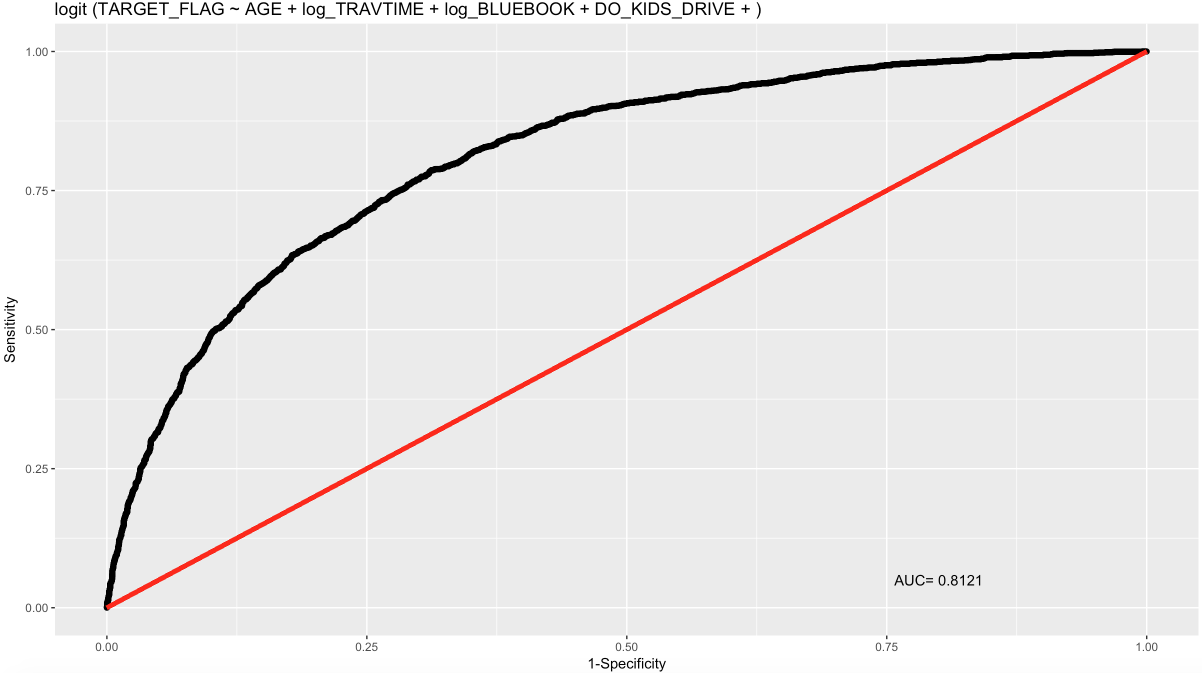 logit (TARGET_FLAG ~ AGE + log_TRAVTIME + log_BLUEBOOK + DO_KIDS_DRIVE + )
1.00
0.75
0.50
0.25
0.00
Sensitivity
AUC= 0.8121
0.00 0.25 0.50 0.75 1.00
1-Specificity